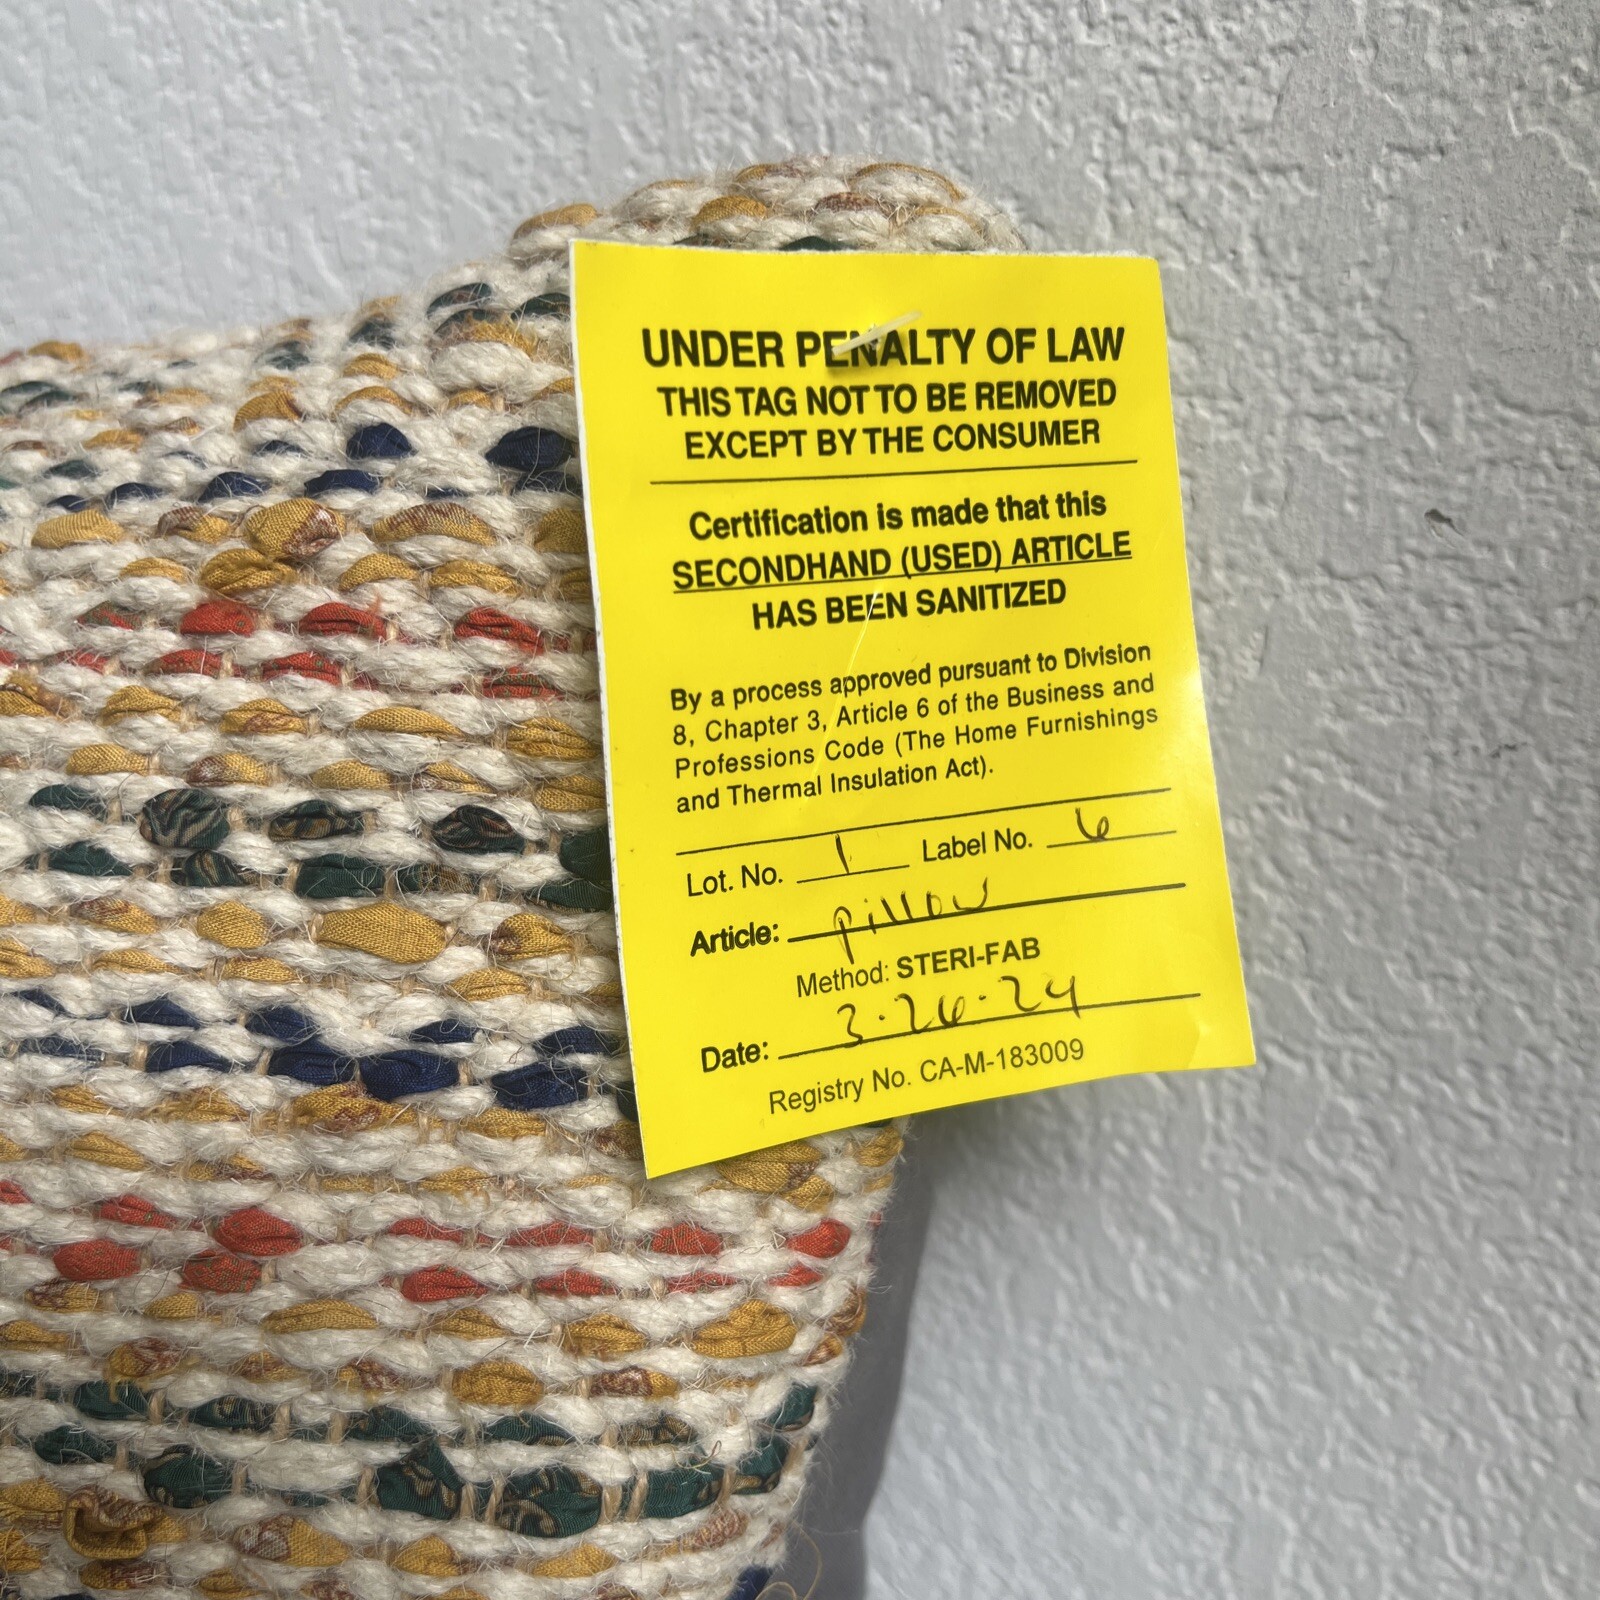 UNDER PENALTY OF LAW
THIS TAG NOT TO BE REMOVED
EXCEPT BY THE CONSUMER
Certification is made that this
SECONDHAND (USED) ARTICLE
HAS BEEN SANITIZED
By a process approved pursuant to Division
8, Chapter 3, Article 6 of the Business and
Professions Code (The Home Furnishings
and Thermal Insulation Act).
Lot. No. 1 Label No. 6
Article: pillow
Method: STERI-FAB
Date: 3.26.24
Registry No. CA-M-183009